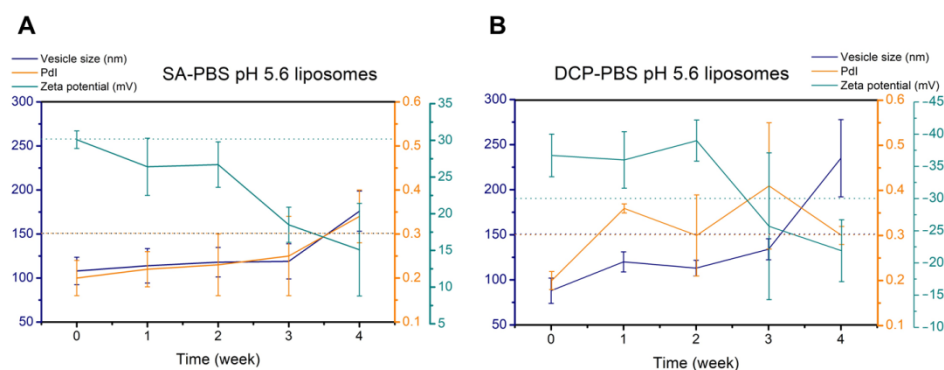 A
Vesicle size (nm)
PdI
Zeta potential (mV)
SA-PBS pH 5.6 liposomes
300
250
200
150
100
50
0.6
0.5
0.4
0.3
0.2
0.1
35
30
25
20
15
10
5
0 1 2 3 4
Time (week)
B
Vesicle size (nm)
PdI
Zeta potential (mV)
DCP-PBS pH 5.6 liposomes
300
250
200
150
100
50
0.6
0.5
0.4
0.3
0.2
0.1
-45
-40
-35
-30
-25
-20
-15
-10
0 1 2 3 4
Time (week)